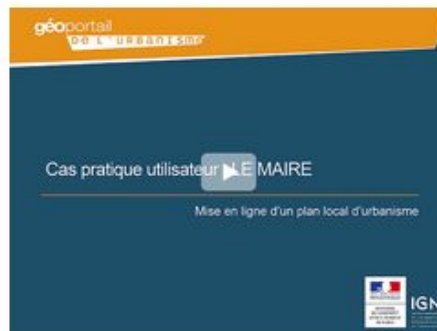 géoportail
DE L'URBANISME
Cas pratique utilisateur LE MAIRE
Mise en ligne d'un plan local d'urbanisme
IGN